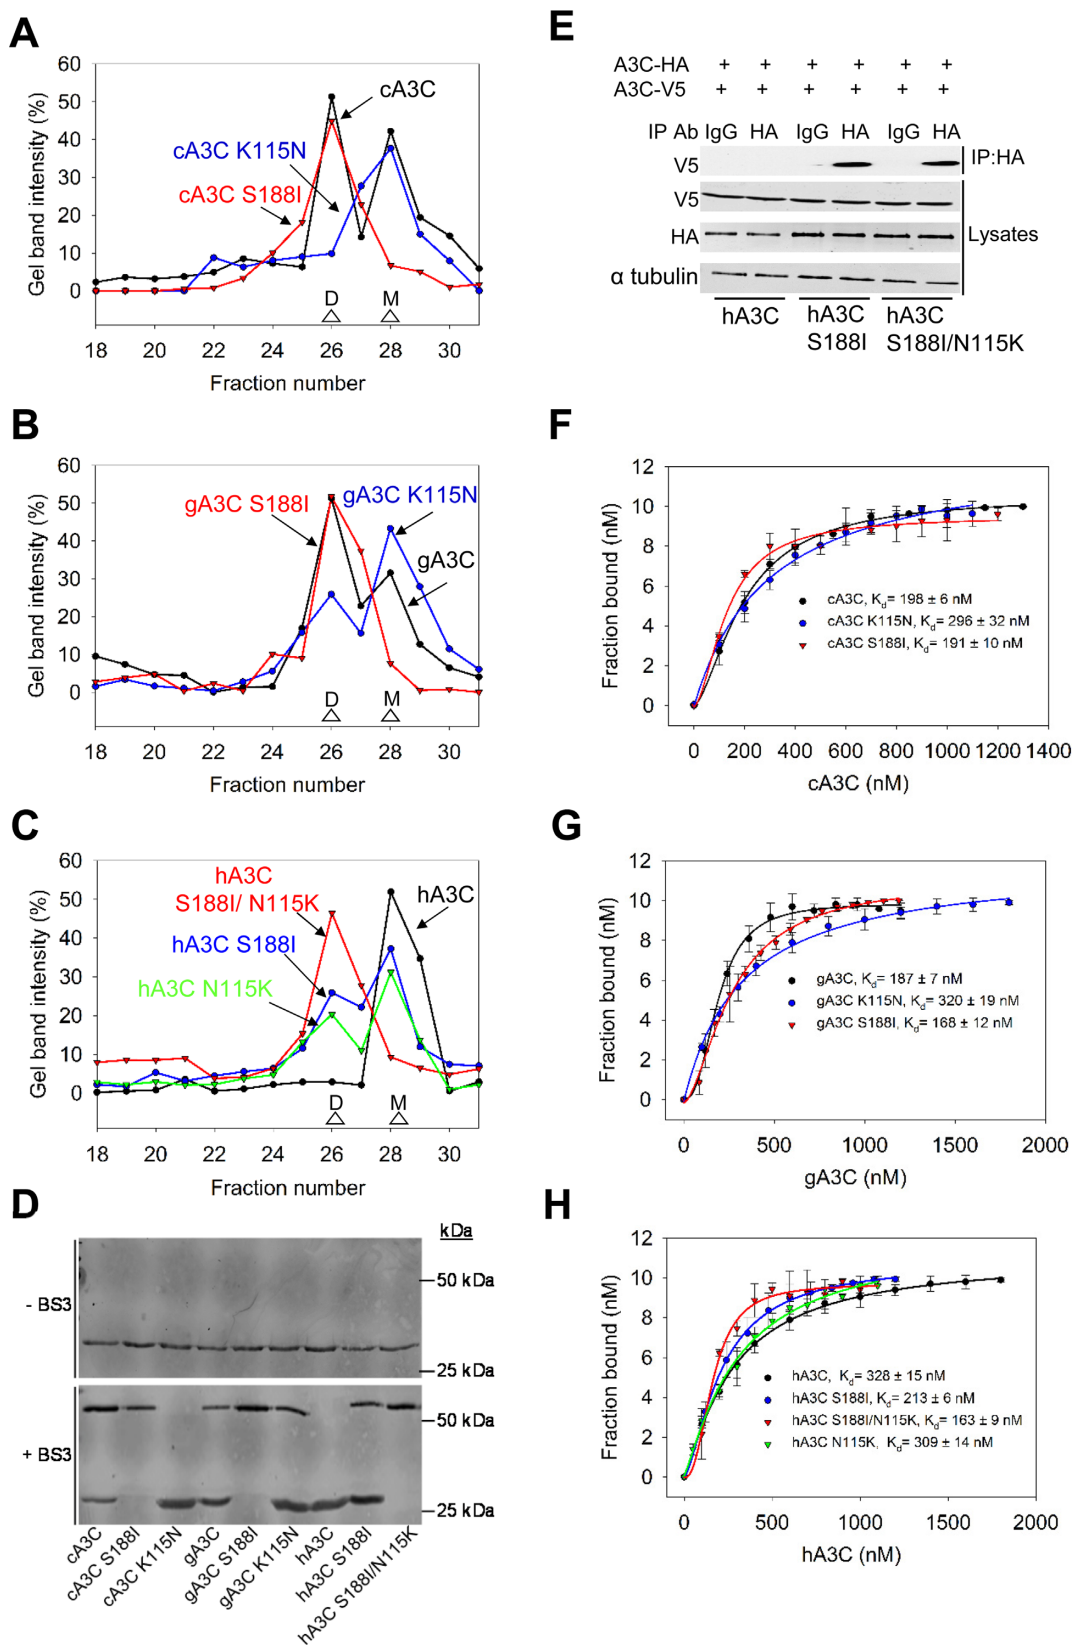 A
60
50
40
30
20
10
0
Gel band intensity (%)
cA3C
cA3C K115N
cA3C S188I
D
M
18 20 22 24 26 28 30
Fraction number
B
60
50
40
30
20
10
0
Gel band intensity (%)
gA3C S188I
gA3C K115N
gA3C
D
M
18 20 22 24 26 28 30
Fraction number
C
60
50
40
30
20
10
0
Gel band intensity (%)
hA3C
S188I/ N115K
hA3C
hA3C S188I
hA3C N115K
D
M
18 20 22 24 26 28 30
Fraction number
D
kDa
- BS3
50 kDa
25 kDa
+ BS3
50 kDa
25 kDa
cA3C
cA3C S188I
cA3C K115N
gA3C
gA3C S188I
gA3C K115N
hA3C
hA3C S188I
hA3C S188I/N115K
E
A3C-HA + + + + + +
A3C-V5 + + + + + +
IP Ab IgG HA IgG HA IgG HA
V5
IP:HA
V5
HA
Lysates
α tubulin
hA3C
hA3C
S188I
hA3C
S188I/N115K
F
12
10
8
6
4
2
0
Fraction bound (nM)
cA3C, Kd= 198 ± 6 nM
cA3C K115N, Kd= 296 ± 32 nM
cA3C S188I, Kd= 191 ± 10 nM
0 200 400 600 800 1000 1200 1400
cA3C (nM)
G
12
10
8
6
4
2
0
Fraction bound (nM)
gA3C, Kd= 187 ± 7 nM
gA3C K115N, Kd= 320 ± 19 nM
gA3C S188I, Kd= 168 ± 12 nM
0 500 1000 1500 2000
gA3C (nM)
H
12
10
8
6
4
2
0
Fraction bound (nM)
hA3C, Kd= 328 ± 15 nM
hA3C S188I, Kd= 213 ± 6 nM
hA3C S188I/N115K, Kd= 163 ± 9 nM
hA3C N115K, Kd= 309 ± 14 nM
0 500 1000 1500 2000
hA3C (nM)